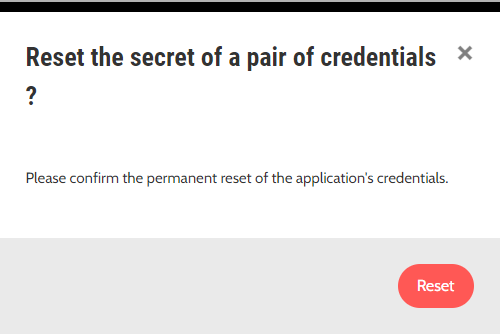 Reset the secret of a pair of credentials
?
Please confirm the permanent reset of the application's credentials.
Reset